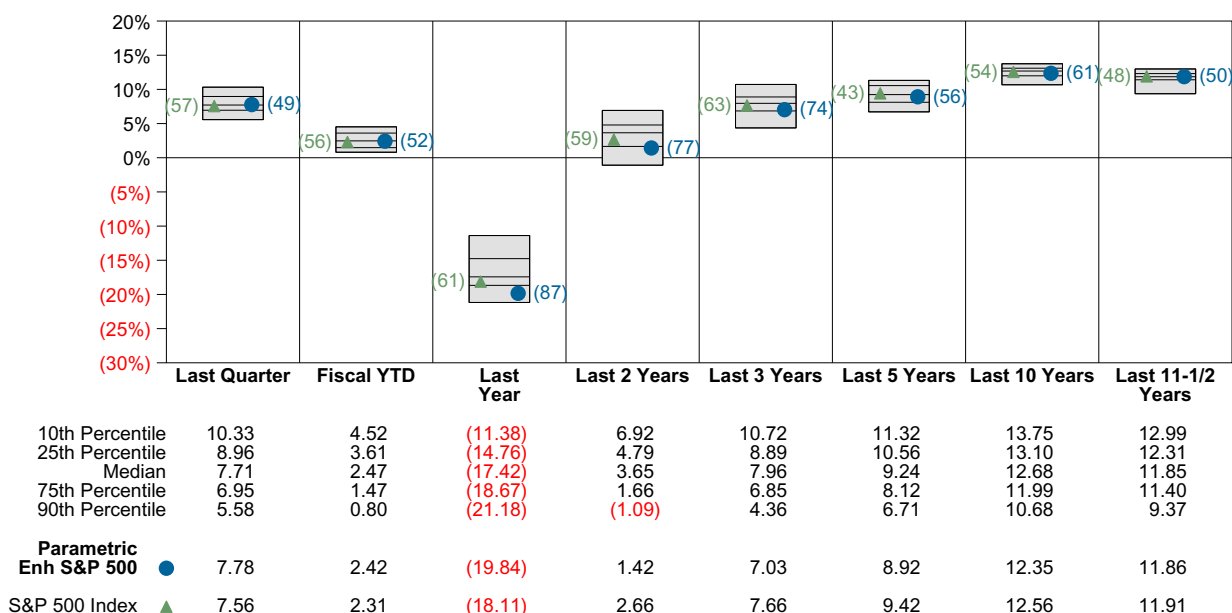 20%
15%
10%
5%
0%
(5%)
(10%)
(15%)
(20%)
(25%)
(30%)
(57) (49)
(56) (52)
(61) (87)
(59) (77)
(63) (74)
(43) (56)
(54) (61)
(48) (50)
Last Quarter Fiscal YTD Last Year Last 2 Years Last 3 Years Last 5 Years Last 10 Years Last 11-1/2 Years
10th Percentile 10.33 4.52 (11.38) 6.92 10.72 11.32 13.75 12.99
25th Percentile 8.96 3.61 (14.76) 4.79 8.89 10.56 13.10 12.31
Median 7.71 2.47 (17.42) 3.65 7.96 9.24 12.68 11.85
75th Percentile 6.95 1.47 (18.67) 1.66 6.85 8.12 11.99 11.40
90th Percentile 5.58 0.80 (21.18) (1.09) 4.36 6.71 10.68 9.37
Parametric
Enh S&P 500 7.78 2.42 (19.84) 1.42 7.03 8.92 12.35 11.86
S&P 500 Index 7.56 2.31 (18.11) 2.66 7.66 9.42 12.56 11.91